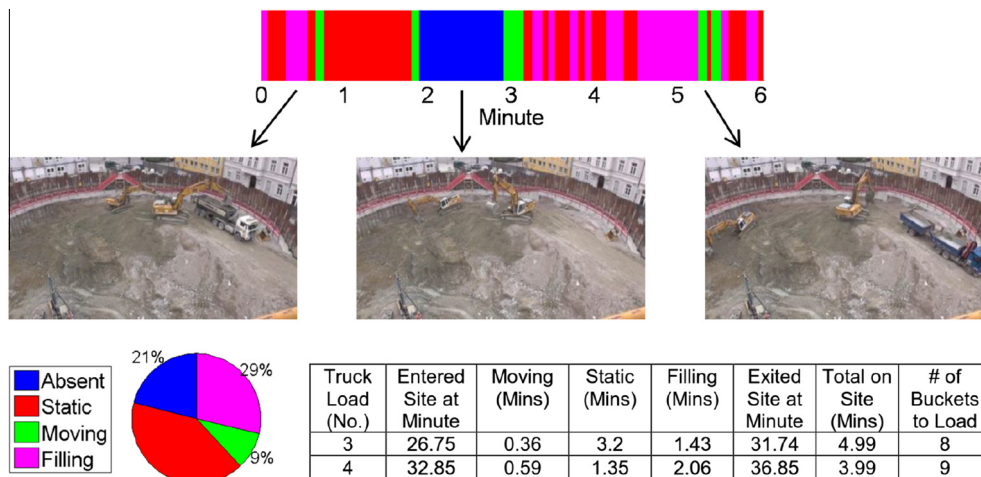 0 1 2 3 4 5 6
Minute
Absent
Static
Moving
Filling
21%
29%
9%
Truck Load (No.) | Entered Site at Minute | Moving (Mins) | Static (Mins) | Filling (Mins) | Exited Site at Minute | Total on Site (Mins) | # of Buckets to Load
3 | 26.75 | 0.36 | 3.2 | 1.43 | 31.74 | 4.99 | 8
4 | 32.85 | 0.59 | 1.35 | 2.06 | 36.85 | 3.99 | 9